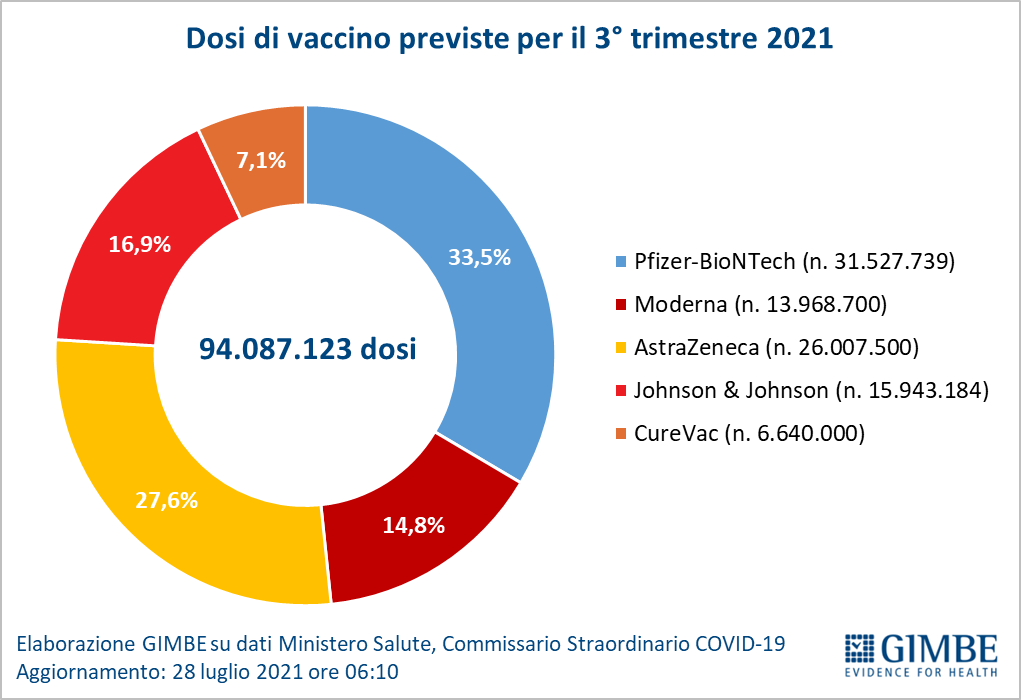 Dosi di vaccino previste per il 3° trimestre 2021
7,1%
33,5%
16,9%
94.087.123 dosi
27,6%
14,8%
Pfizer-BioNTech (n. 31.527.739)
Moderna (n. 13.968.700)
AstraZeneca (n. 26.007.500)
Johnson & Johnson (n. 15.943.184)
CureVac (n. 6.640.000)
Elaborazione GIMBE su dati Ministero Salute, Commissario Straordinario COVID-19
Aggiornamento: 28 luglio 2021 ore 06:10
GIMBE
EVIDENCE FOR HEALTH